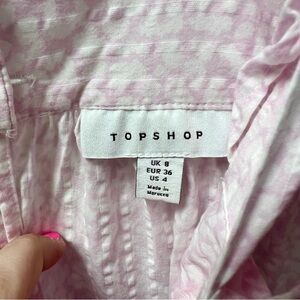 TOPSHOP
UK 8
EUR 36
US 4
Made in
Morocco